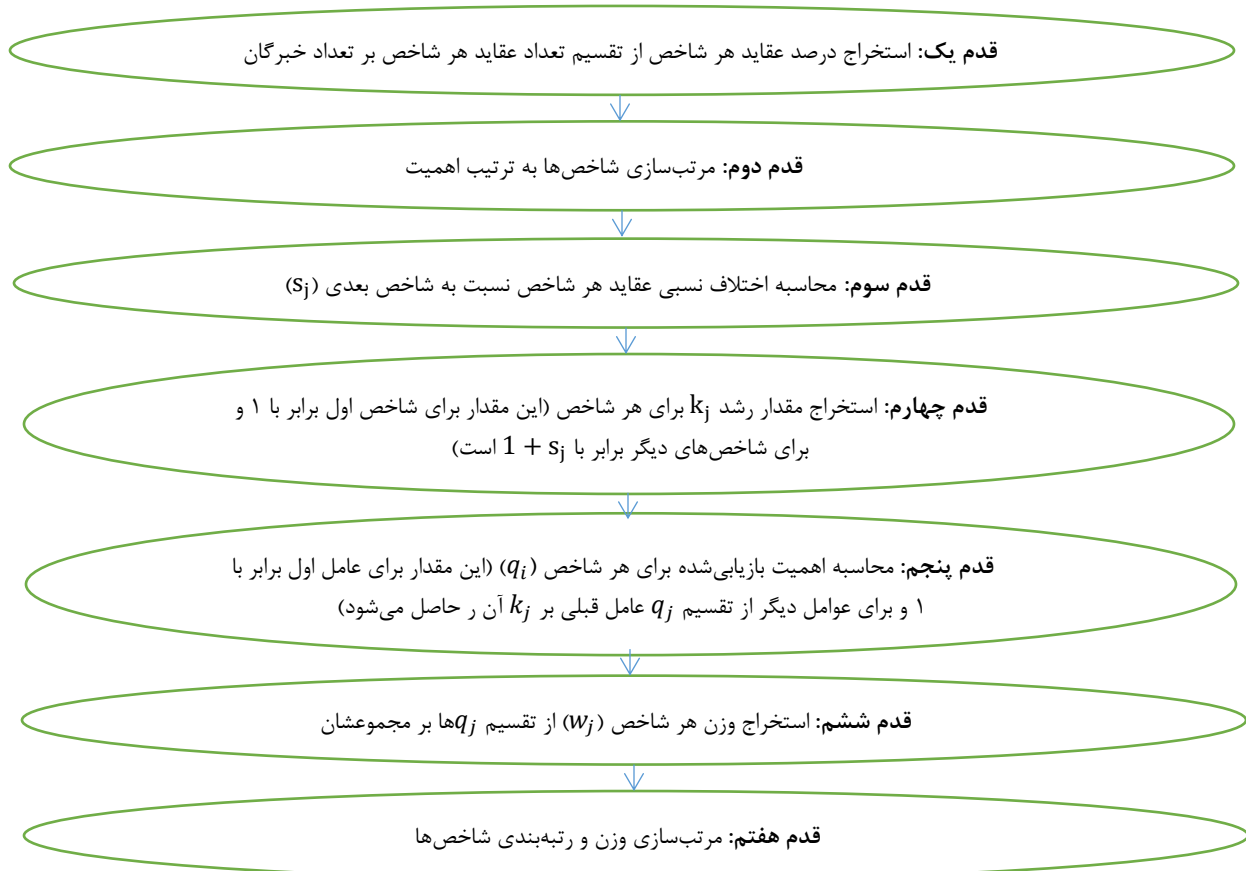 قدم یک: استخراج درصد عقاید هر شاخص از تقسیم تعداد عقاید هر شاخص بر تعداد خبرگان
قدم دوم: مرتب‌سازی شاخص‌ها به ترتیب اهمیت
قدم سوم: محاسبه اختلاف نسبی عقاید هر شاخص نسبت به شاخص بعدی (sⱼ)
قدم چهارم: استخراج مقدار رشد kⱼ برای هر شاخص (این مقدار برای شاخص اول برابر با ۱ و
برای شاخص‌های دیگر برابر با 1 + sⱼ است)
قدم پنجم: محاسبه اهمیت بازیابی‌شده برای هر شاخص (qᵢ) (این مقدار برای عامل اول برابر با
۱ و برای عوامل دیگر از تقسیم qⱼ عامل قبلی بر kⱼ آن ر حاصل می‌شود)
قدم ششم: استخراج وزن هر شاخص (wⱼ) از تقسیم qⱼها بر مجموعشان
قدم هفتم: مرتب‌سازی وزن و رتبه‌بندی شاخص‌ها